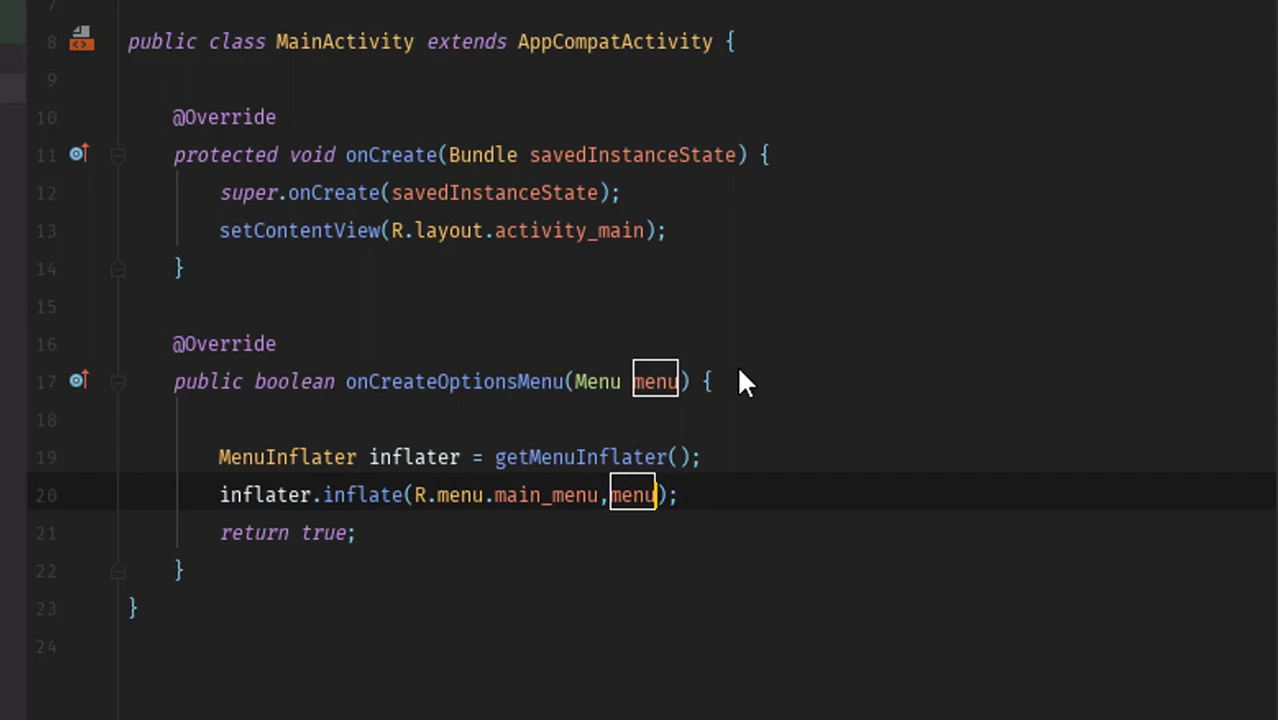 7
8 public class MainActivity extends AppCompatActivity {
9
10 @Override
11 protected void onCreate(Bundle savedInstanceState) {
12 super.onCreate(savedInstanceState);
13 setContentView(R.layout.activity_main);
14 }
15
16 @Override
17 public boolean onCreateOptionsMenu(Menu menu) {
18
19 MenuInflater inflater = getMenuInflater();
20 inflater.inflate(R.menu.main_menu,menu);
21 return true;
22 }
23 }
24